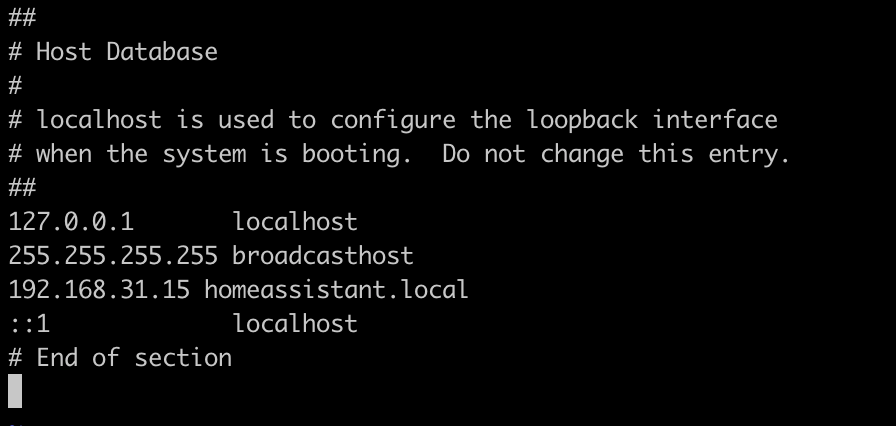 ##
# Host Database
#
# localhost is used to configure the loopback interface
# when the system is booting.  Do not change this entry.
##
127.0.0.1       localhost
255.255.255.255 broadcasthost
192.168.31.15 homeassistant.local
::1             localhost
# End of section